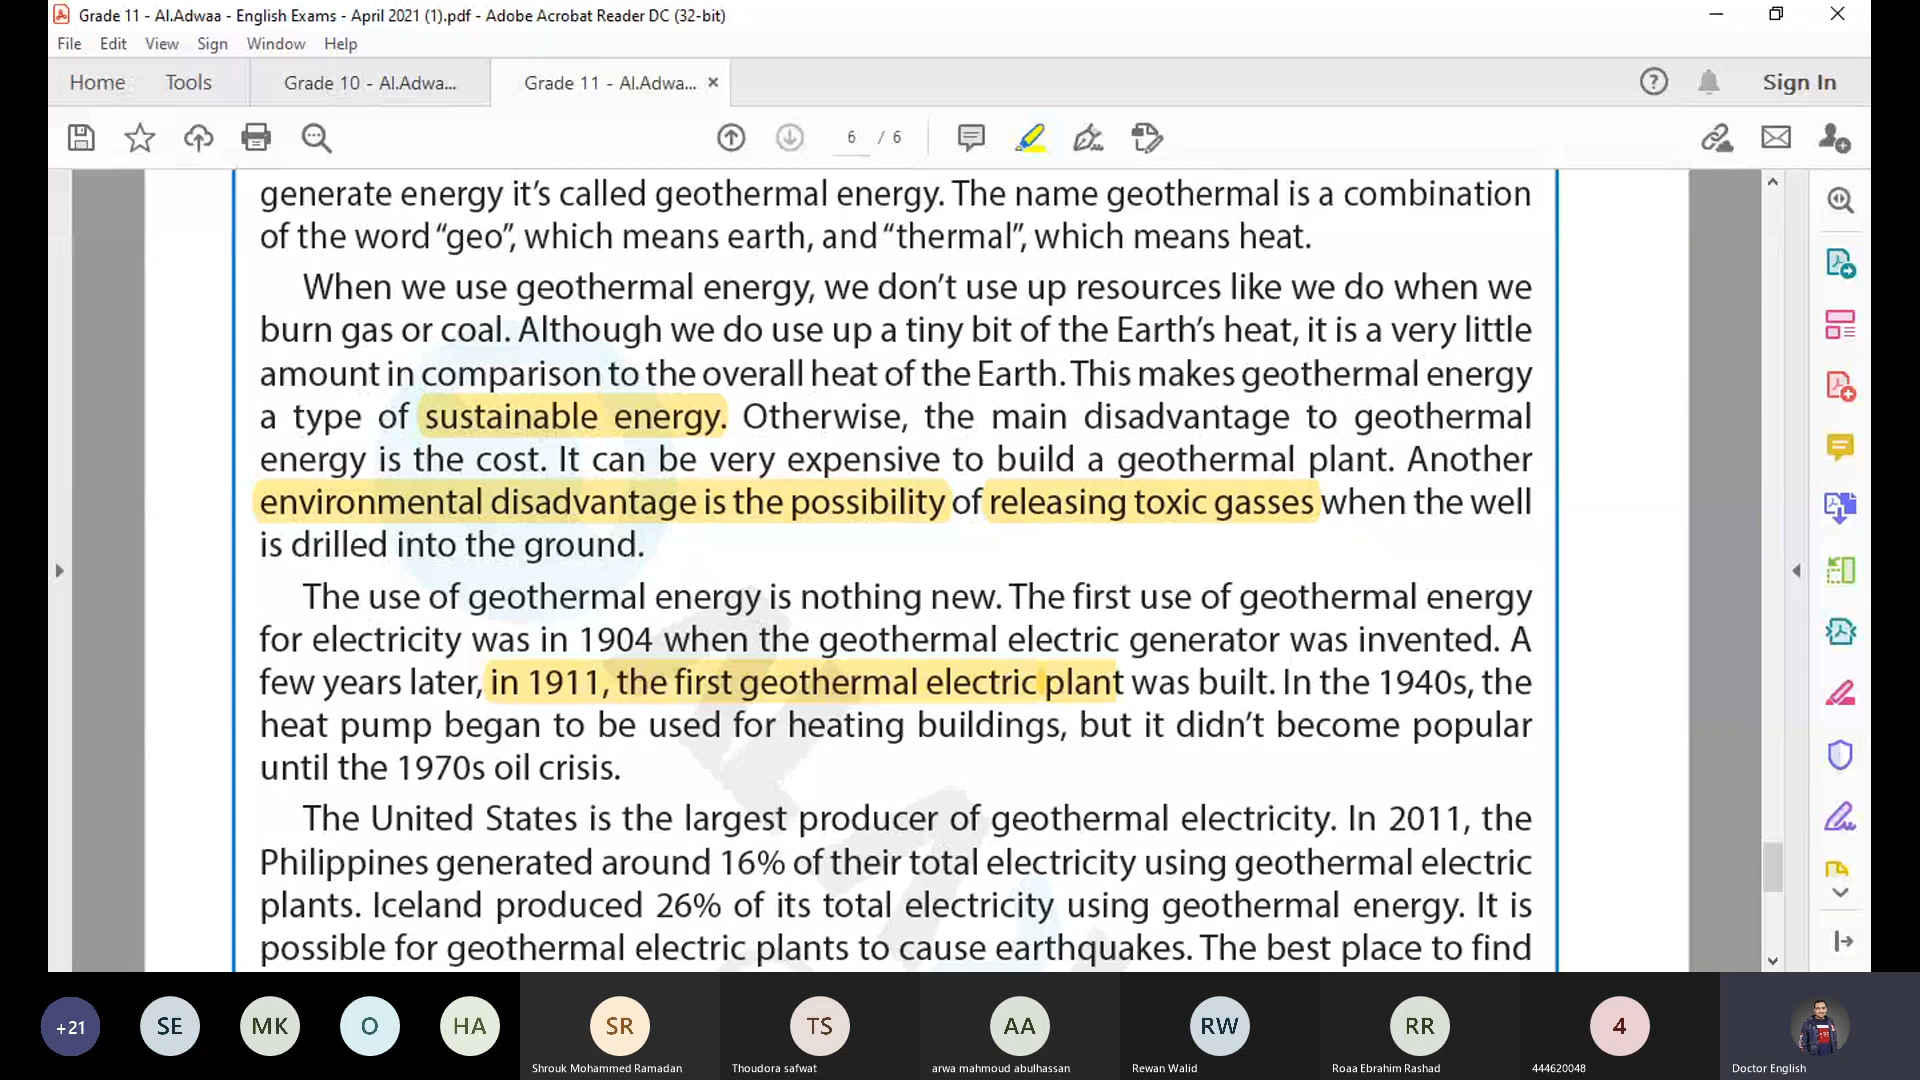 Grade 11 - Al.Adwaa - English Exams - April 2021 (1).pdf - Adobe Acrobat Reader DC (32-bit)
File Edit View Sign Window Help
Home Tools Grade 10 - Al.Adwa... Grade 11 - Al.Adwa... × Sign In
6 / 6
generate energy it’s called geothermal energy. The name geothermal is a combination
of the word “geo”, which means earth, and “thermal”, which means heat.
When we use geothermal energy, we don’t use up resources like we do when we
burn gas or coal. Although we do use up a tiny bit of the Earth’s heat, it is a very little
amount in comparison to the overall heat of the Earth. This makes geothermal energy
a type of sustainable energy. Otherwise, the main disadvantage to geothermal
energy is the cost. It can be very expensive to build a geothermal plant. Another
environmental disadvantage is the possibility of releasing toxic gasses when the well
is drilled into the ground.
The use of geothermal energy is nothing new. The first use of geothermal energy
for electricity was in 1904 when the geothermal electric generator was invented. A
few years later, in 1911, the first geothermal electric plant was built. In the 1940s, the
heat pump began to be used for heating buildings, but it didn’t become popular
until the 1970s oil crisis.
The United States is the largest producer of geothermal electricity. In 2011, the
Philippines generated around 16% of their total electricity using geothermal electric
plants. Iceland produced 26% of its total electricity using geothermal energy. It is
possible for geothermal electric plants to cause earthquakes. The best place to find
+21 SE MK O HA SR TS AA RW RR 4
Shrouk Mohammed Ramadan Thoudora safwat arwa mahmoud abulhassan Rewan Walid Roaa Ebrahim Rashad 444620048 Doctor English